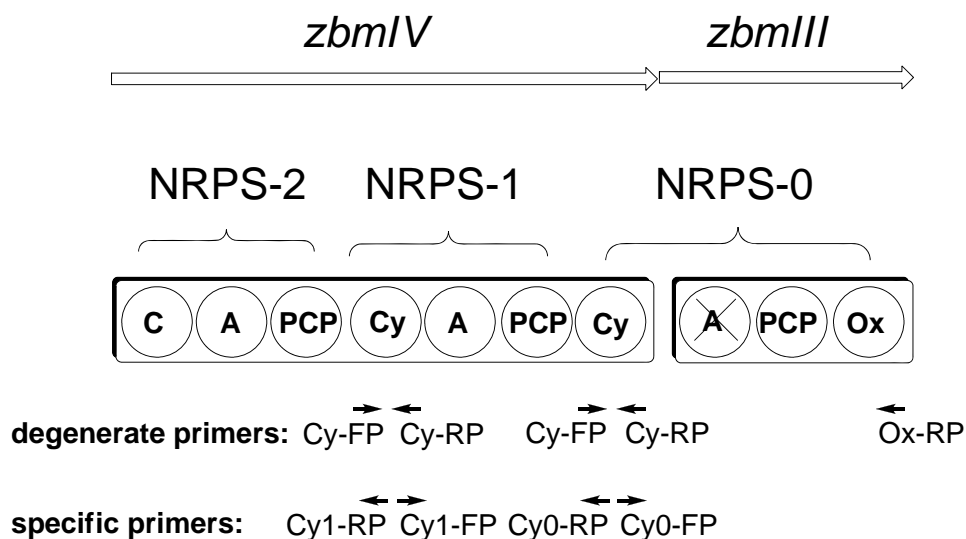 zbmIV zbmIII
NRPS-2 NRPS-1 NRPS-0
C A PCP Cy A PCP Cy A PCP Ox
degenerate primers: Cy-FP Cy-RP Cy-FP Cy-RP Ox-RP
specific primers: Cy1-RP Cy1-FP Cy0-RP Cy0-FP